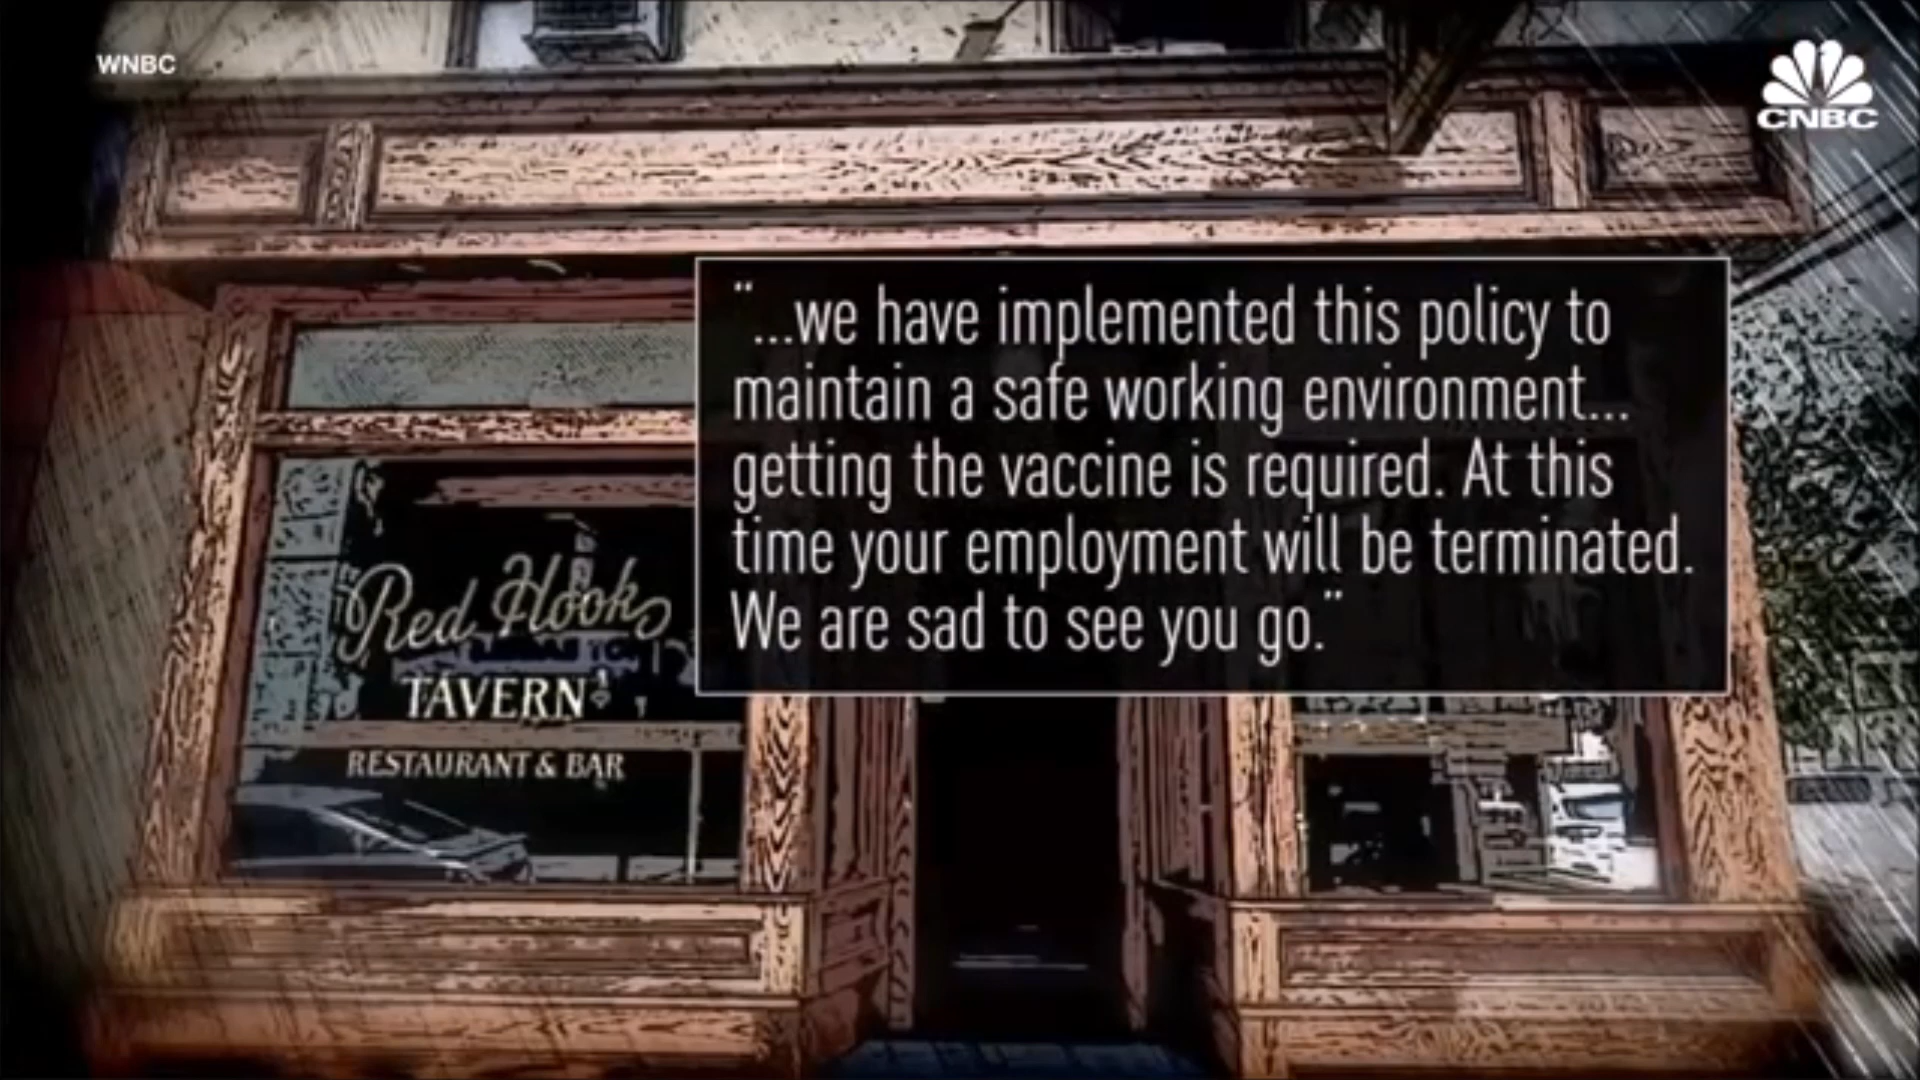 WNBC
CNBC
"...we have implemented this policy to
maintain a safe working environment...
getting the vaccine is required. At this
time your employment will be terminated.
We are sad to see you go."
Red Hook
TAVERN
RESTAURANT & BAR